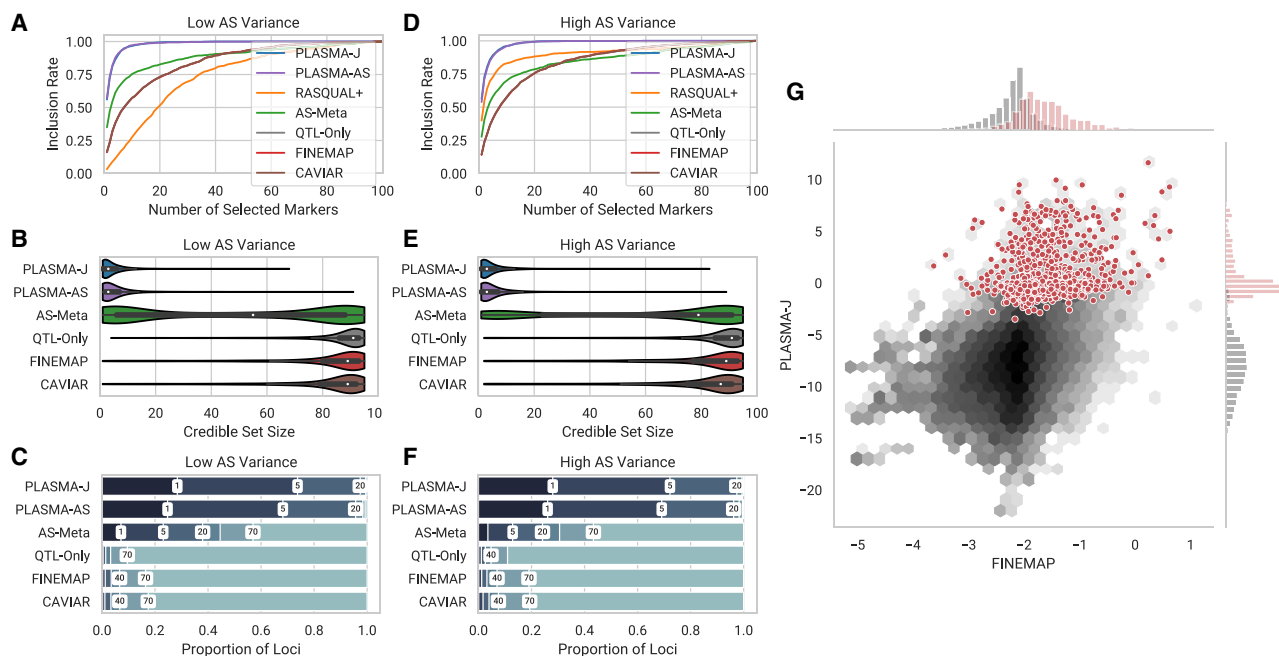 A
Low AS Variance
Inclusion Rate
1.00
0.75
0.50
0.25
0.00
PLASMA-J
PLASMA-AS
RASQUAL+
AS-Meta
QTL-Only
FINEMAP
CAVIAR
0 20 40 60 80 100
Number of Selected Markers
D
High AS Variance
Inclusion Rate
1.00
0.75
0.50
0.25
0.00
PLASMA-J
PLASMA-AS
RASQUAL+
AS-Meta
QTL-Only
FINEMAP
CAVIAR
0 20 40 60 80 100
Number of Selected Markers
B
Low AS Variance
PLASMA-J
PLASMA-AS
AS-Meta
QTL-Only
FINEMAP
CAVIAR
0 20 40 60 80 10
Credible Set Size
E
High AS Variance
PLASMA-J
PLASMA-AS
AS-Meta
QTL-Only
FINEMAP
CAVIAR
0 20 40 60 80 100
Credible Set Size
C
Low AS Variance
PLASMA-J 1 5 20
PLASMA-AS 1 5 20
AS-Meta 1 5 20 70
QTL-Only 70
FINEMAP 40 70
CAVIAR 40 70
0.0 0.2 0.4 0.6 0.8 1.0
Proportion of Loci
F
High AS Variance
PLASMA-J 1 5 20
PLASMA-AS 1 5 20
AS-Meta 5 20 70
QTL-Only 40
FINEMAP 40 70
CAVIAR 40 70
0.0 0.2 0.4 0.6 0.8 1.0
Proportion of Loci
G
PLASMA-J
10
5
0
−5
−10
−15
−20
−5 −4 −3 −2 −1 0 1
FINEMAP